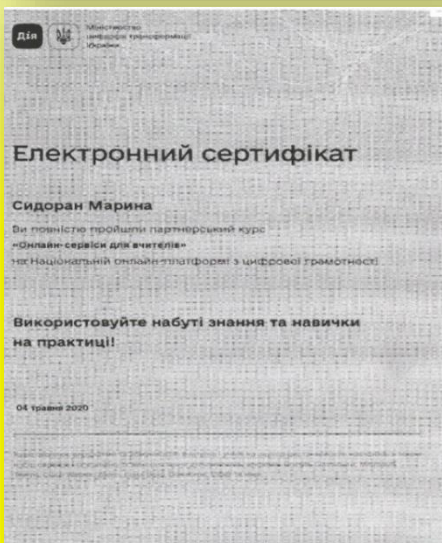 Дія
Міністерство
цифрової трансформації
України
Електронний сертифікат
Сидоран Марина
Ви повністю пройшли партнерський курс
«Онлайн-сервіси для вчителів»
на Національній онлайн-платформі з цифрової грамотності
Використовуйте набуті знання та навички
на практиці!
04 травня 2020